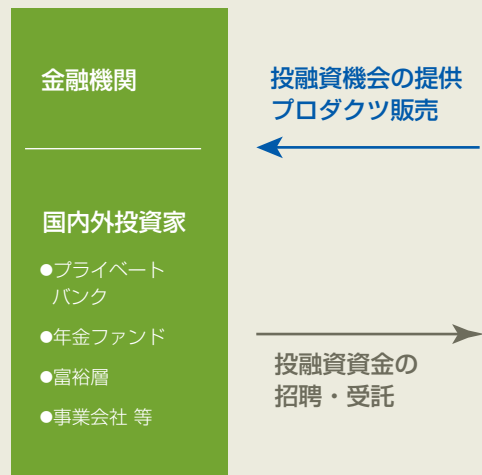 金融機関
国内外投資家
●プライベート
バンク
●年金ファンド
●富裕層
●事業会社 等
投融資機会の提供
プロダクツ販売
投融資資金の
招聘・受託